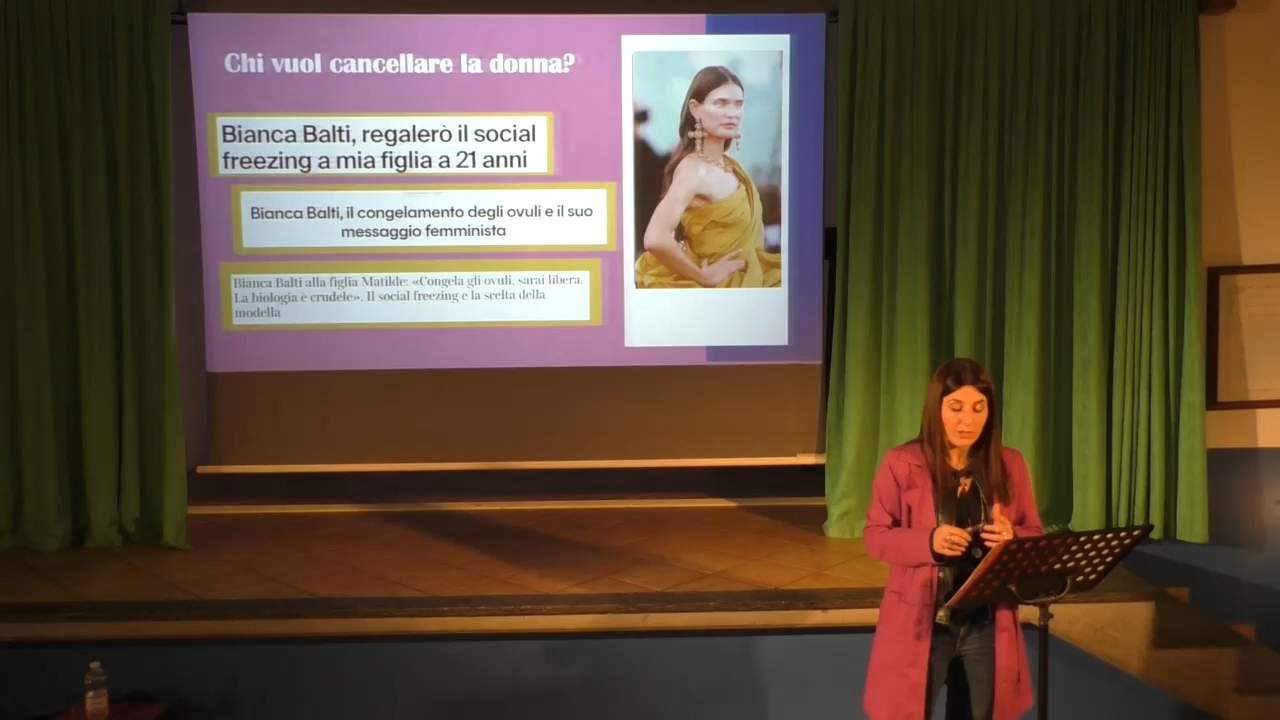 Chi vuol cancellare la donna?
Bianca Balti, regalerò il social
freezing a mia figlia a 21 anni
Bianca Balti, il congelamento degli ovuli e il suo
messaggio femminista
Bianca Balti alla figlia Matilde: «Congela gli ovuli, sarai libera.
La biologia è crudele». Il social freezing e la scelta della
modella